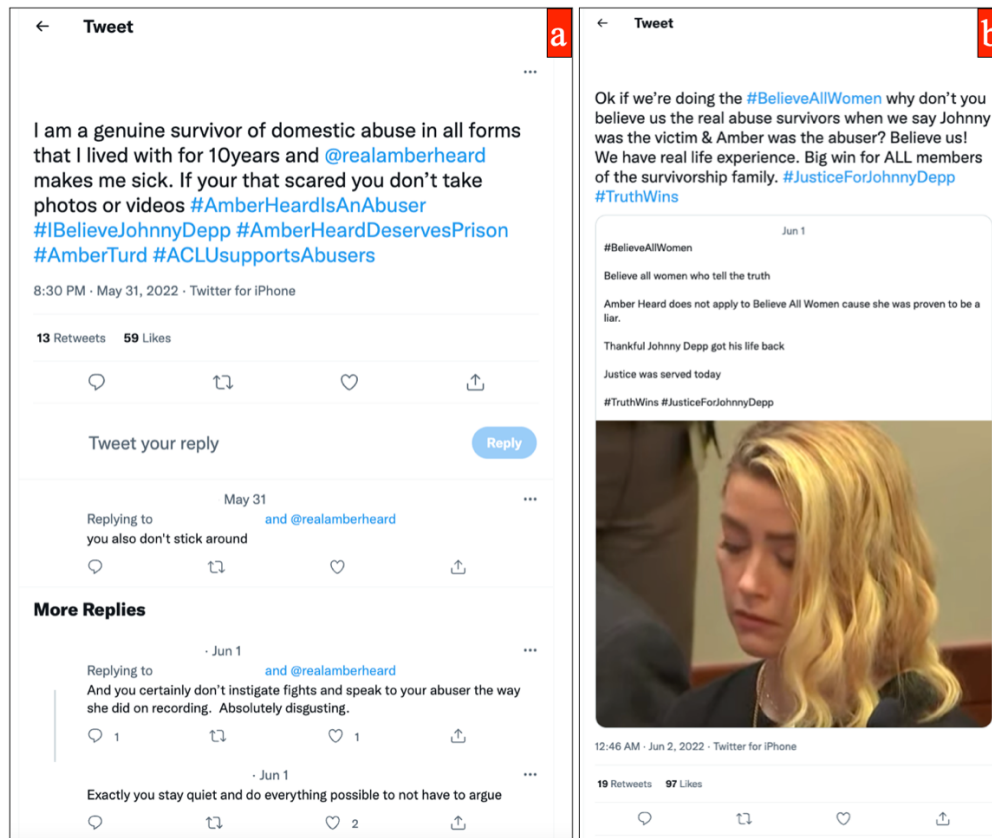 ← Tweet
a
I am a genuine survivor of domestic abuse in all forms
that I lived with for 10years and @realamberheard
makes me sick. If your that scared you don't take
photos or videos #AmberHeardIsAnAbuser
#IBelieveJohnnyDepp #AmberHeardDeservesPrison
#AmberTurd #ACLUsupportsAbusers
8:30 PM · May 31, 2022 · Twitter for iPhone
13 Retweets 59 Likes
Tweet your reply
Reply
May 31
Replying to and @realamberheard
you also don't stick around
More Replies
· Jun 1
Replying to and @realamberheard
And you certainly don't instigate fights and speak to your abuser the way
she did on recording. Absolutely disgusting.
1 1
· Jun 1
Exactly you stay quiet and do everything possible to not have to argue
2
← Tweet
b
Ok if we're doing the #BelieveAllWomen why don't you
believe us the real abuse survivors when we say Johnny
was the victim & Amber was the abuser? Believe us!
We have real life experience. Big win for ALL members
of the survivorship family. #JusticeForJohnnyDepp
#TruthWins
Jun 1
#BelieveAllWomen
Believe all women who tell the truth
Amber Heard does not apply to Believe All Women cause she was proven to be a
liar.
Thankful Johnny Depp got his life back
Justice was served today
#TruthWins #JusticeForJohnnyDepp
12:46 AM · Jun 2, 2022 · Twitter for iPhone
19 Retweets 97 Likes